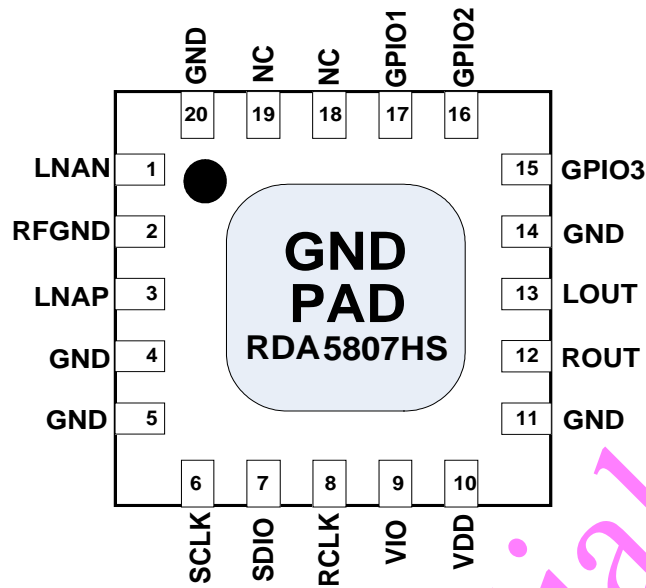 GND
NC
NC
GPIO1
GPIO2
20
19
18
17
16
LNAN 1
15 GPIO3
RFGND 2
14 GND
LNAP 3
13 LOUT
GND 4
12 ROUT
GND 5
11 GND
GND
PAD
RDA5807HS
6
7
8
9
10
SCLK
SDIO
RCLK
VIO
VDD
ial